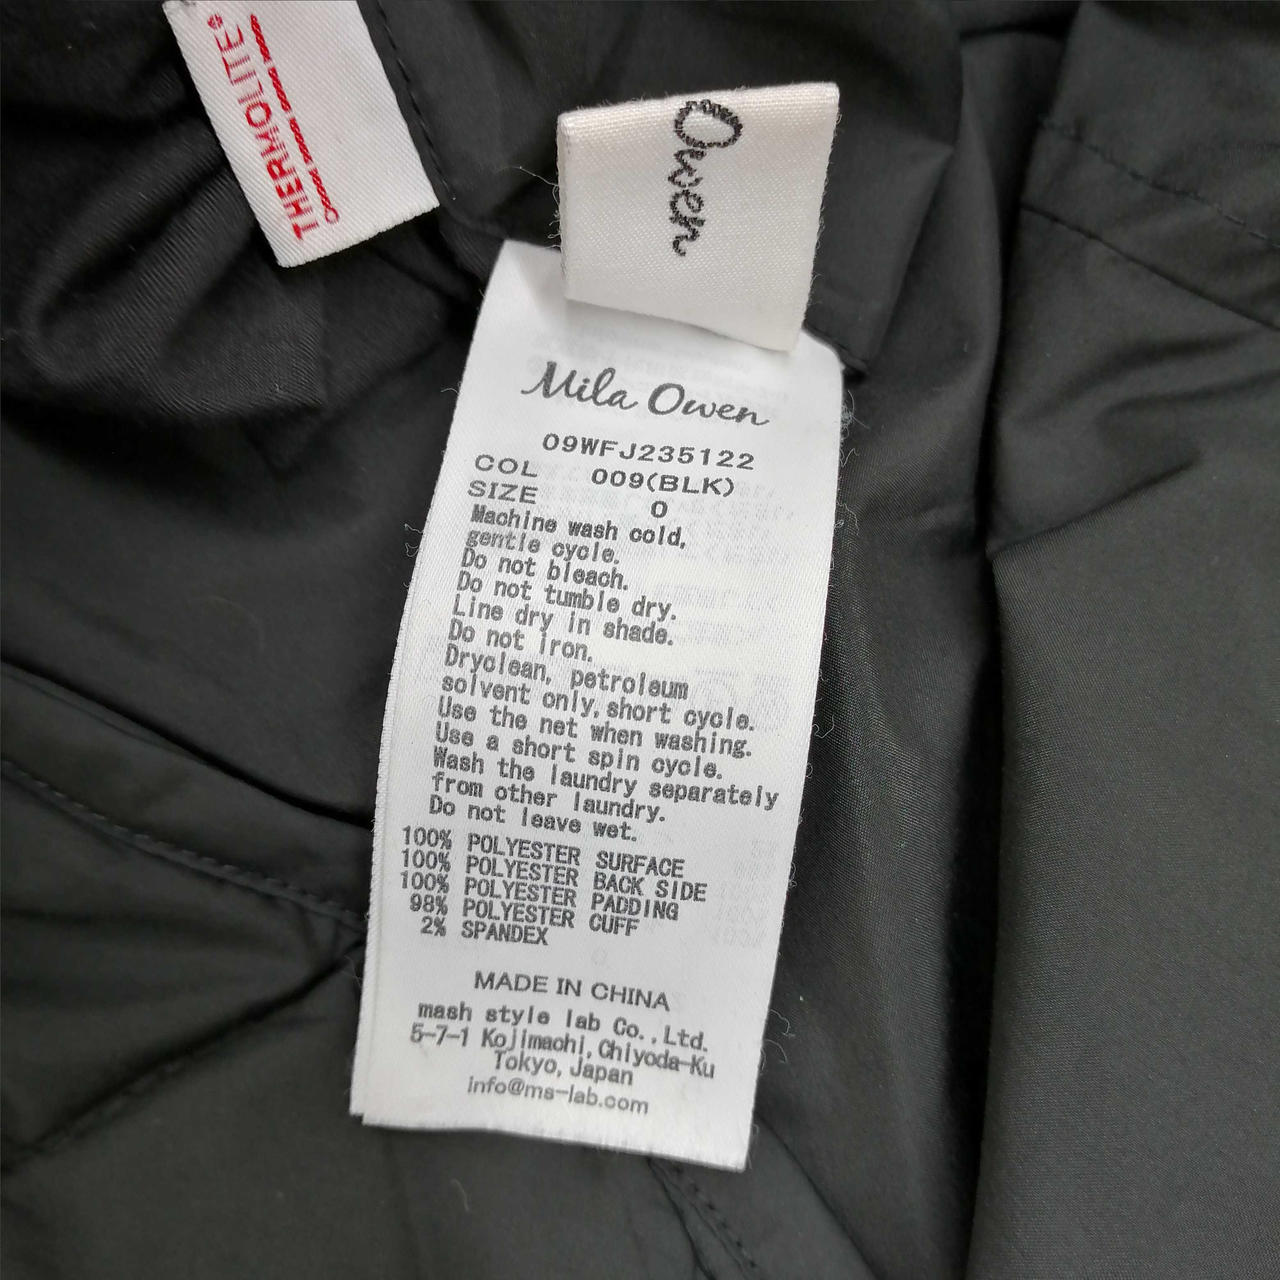 THERMOLITE®
Owen
Mila Owen
09WFJ235122
COL 009(BLK)
SIZE 0
Machine wash cold,
gentle cycle.
Do not bleach.
Do not tumble dry.
Line dry in shade.
Do not iron.
Dryclean, petroleum
solvent only, short cycle.
Use the net when washing.
Use a short spin cycle.
Wash the laundry separately
from other laundry.
Do not leave wet.
100% POLYESTER SURFACE
100% POLYESTER BACK SIDE
100% POLYESTER PADDING
98% POLYESTER CUFF
2% SPANDEX
MADE IN CHINA
mash style lab Co.,Ltd.
5-7-1 Kojimachi, Chiyoda-Ku
Tokyo, Japan
info@ms-lab.com